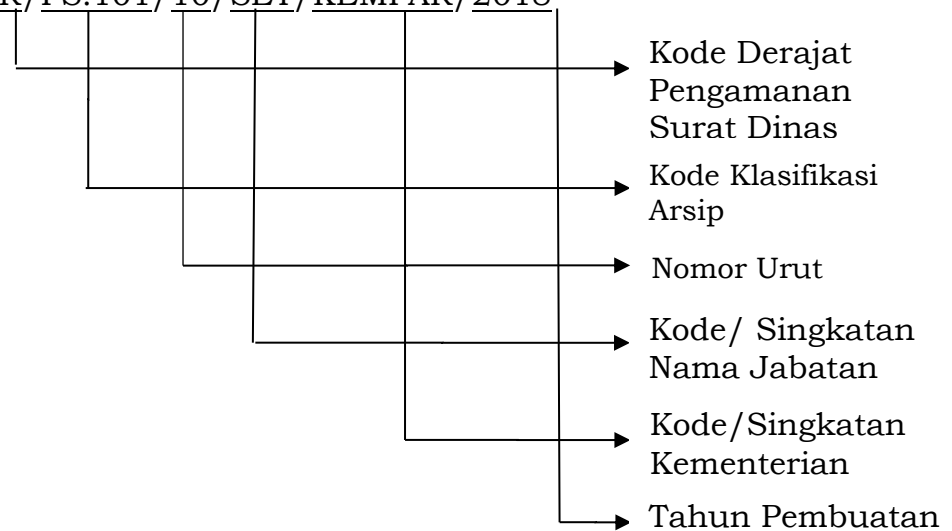 Kode Derajat
Pengamanan
Surat Dinas
Kode Klasifikasi
Arsip
Nomor Urut
Kode/ Singkatan
Nama Jabatan
Kode/Singkatan
Kementerian
Tahun Pembuatan